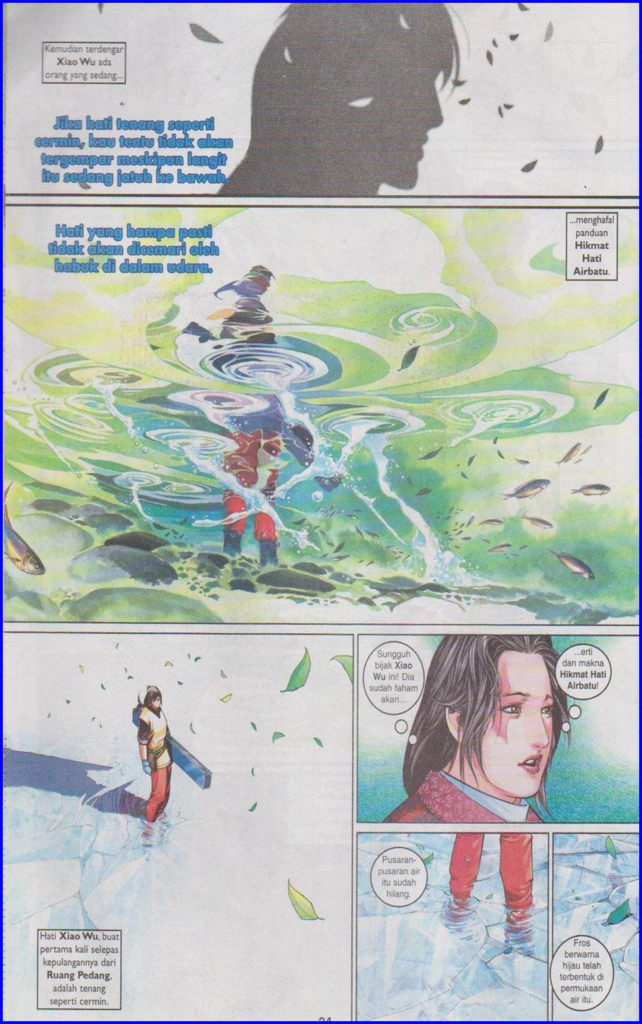 Kemudian terdengar
Xiao Wu ada
orang yang sedang...
Jika hati tenang seperti
cermin, kau tentu tidak akan
tergempar meskipun langit
itu sedang jatuh ke bawah.
Hati yang hampa pasti
tidak akan dicemari oleh
habuk di dalam udara.
...menghafal
panduan
Hikmat
Hati
Airbatu.
Hati Xiao Wu, buat
pertama kali selepas
kepulangannya dari
Ruang Pedang,
adalah tenang
seperti cermin.
Sungguh
bijak Xiao
Wu ini! Dia
sudah faham
akan...
...erti
dan makna
Hikmat Hati
Airbatu!
Pusaran-
pusaran air
itu sudah
hilang.
Fros
berwarna
hijau telah
terbentuk di
permukaan
air itu.